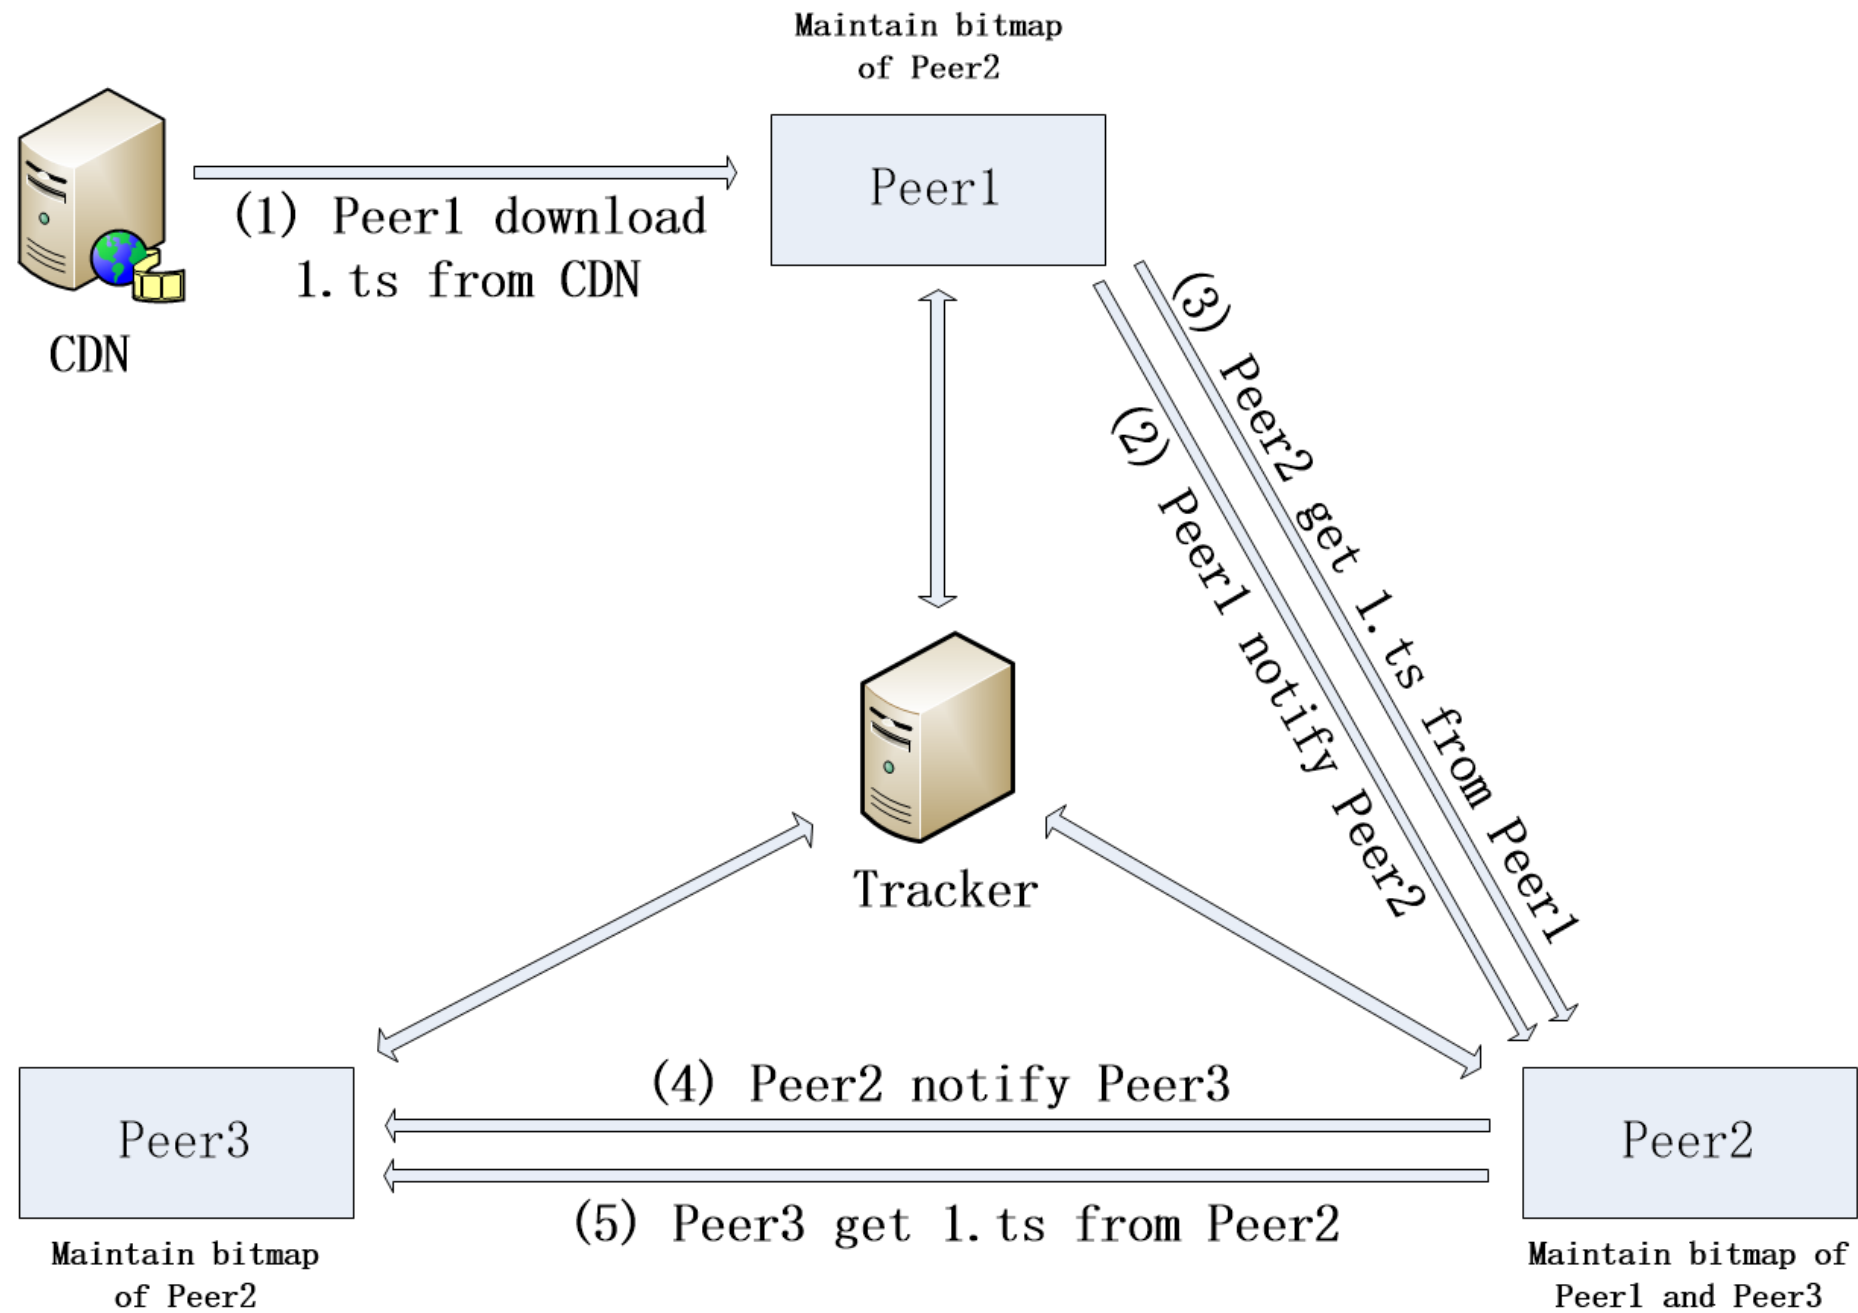 Maintain bitmap
of Peer2
Peer1
(1) Peer1 download
1.ts from CDN
CDN
(3) Peer2 get 1.ts from Peer1
(2) Peer1 notify Peer2
Tracker
(4) Peer2 notify Peer3
Peer3
Peer2
(5) Peer3 get 1.ts from Peer2
Maintain bitmap
of Peer2
Maintain bitmap of
Peer1 and Peer3